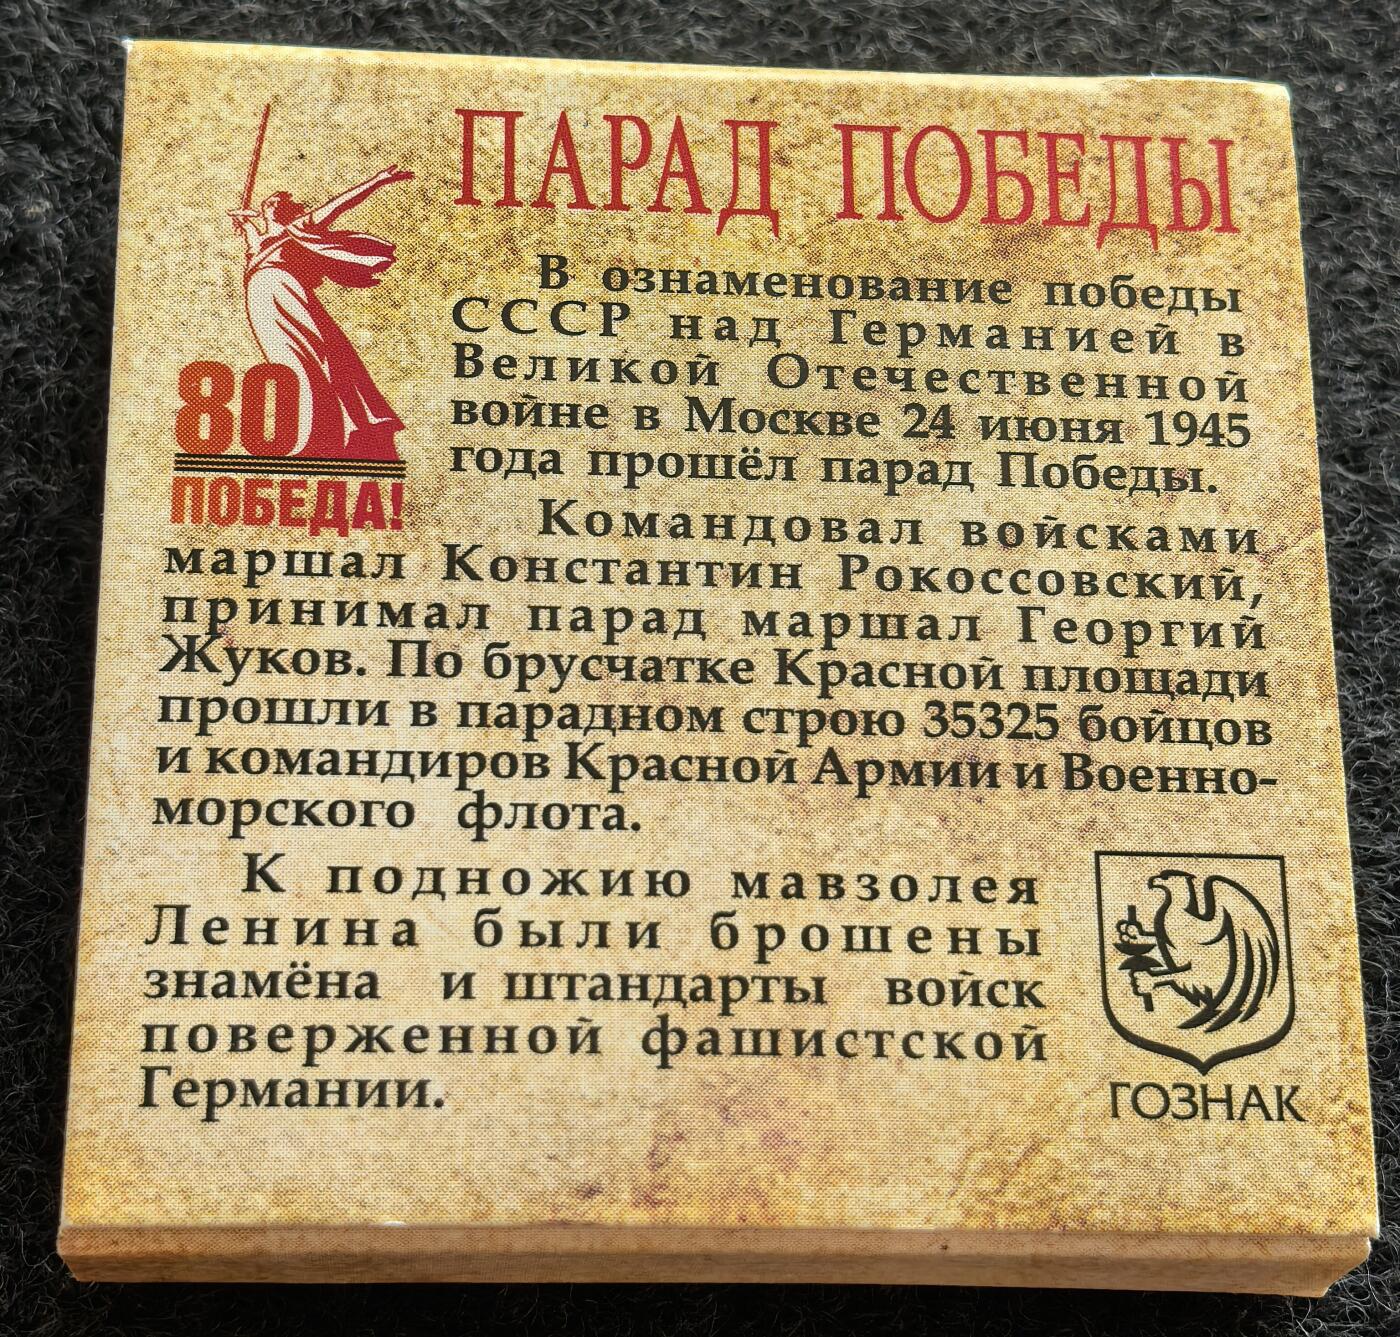 ПАРАД ПОБЕДЫ
В ознаменование победы
СССР над Германией в
Великой Отечественной
войне в Москве 24 июня 1945
года прошёл парад Победы.
80
ПОБЕДА!
Командовал войсками
маршал Константин Рокоссовский,
принимал парад маршал Георгий
Жуков. По брусчатке Красной площади
прошли в парадном строю 35325 бойцов
и командиров Красной Армии и Военно-
морского флота.
К подножию мавзолея
Ленина были брошены
знамёна и штандарты войск
поверженной фашистской
Германии.
ГОЗНАК